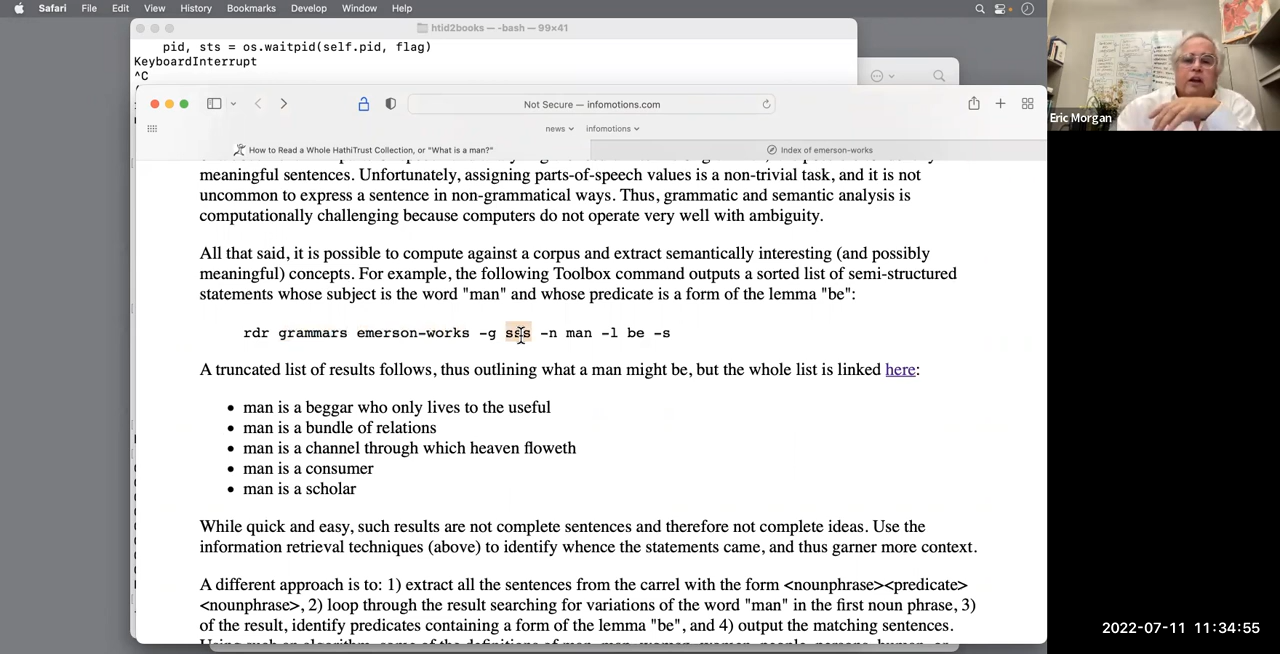 Safari File Edit View History Bookmarks Develop Window Help
htid2books — -bash — 99×41
pid, sts = os.waitpid(self.pid, flag)
KeyboardInterrupt
^C
Not Secure — infomotions.com
news infomotions
How to Read a Whole HathiTrust Collection, or "What is a man?" Index of emerson-works
meaningful sentences. Unfortunately, assigning parts-of-speech values is a non-trivial task, and it is not
uncommon to express a sentence in non-grammatical ways. Thus, grammatic and semantic analysis is
computationally challenging because computers do not operate very well with ambiguity.
All that said, it is possible to compute against a corpus and extract semantically interesting (and possibly
meaningful) concepts. For example, the following Toolbox command outputs a sorted list of semi-structured
statements whose subject is the word "man" and whose predicate is a form of the lemma "be":
rdr grammars emerson-works -g sss -n man -l be -s
A truncated list of results follows, thus outlining what a man might be, but the whole list is linked here:
• man is a beggar who only lives to the useful
• man is a bundle of relations
• man is a channel through which heaven floweth
• man is a consumer
• man is a scholar
While quick and easy, such results are not complete sentences and therefore not complete ideas. Use the
information retrieval techniques (above) to identify whence the statements came, and thus garner more context.
A different approach is to: 1) extract all the sentences from the carrel with the form <nounphrase><predicate>
<nounphrase>, 2) loop through the result searching for variations of the word "man" in the first noun phrase, 3)
of the result, identify predicates containing a form of the lemma "be", and 4) output the matching sentences.
Eric Morgan
2022-07-11 11:34:55